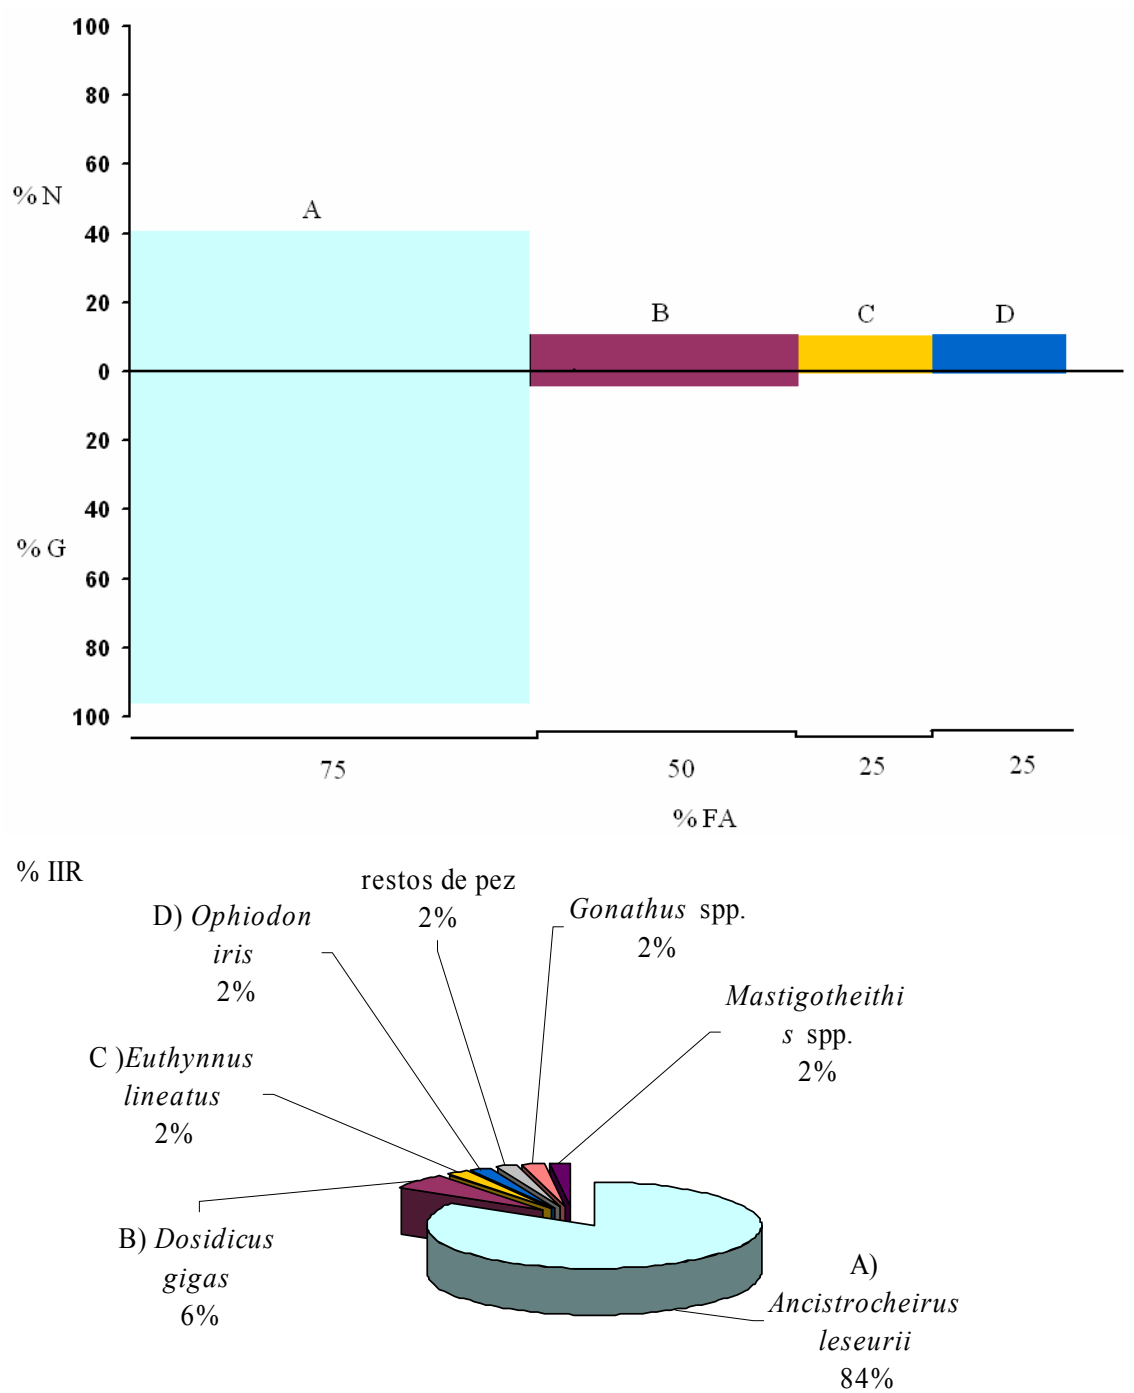 100
80
60
% N
A
40
20
B
C
D
0
20
40
% G
60
80
100
75
50
25
25
% FA
% IIR
restos de pez
2%
D) Ophiodon
iris
2%
Gonathus spp.
2%
Mastigotheithi
s spp.
2%
C )Euthynnus
lineatus
2%
B) Dosidicus
gigas
6%
A)
Ancistrocheirus
leseurii
84%